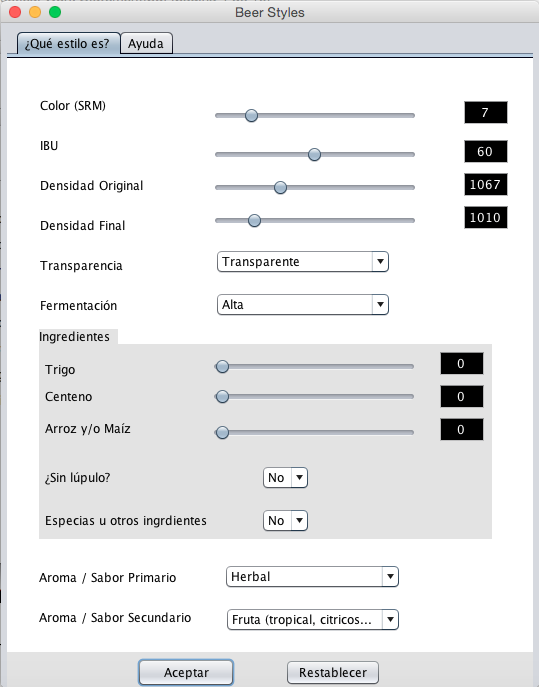 Beer Styles
¿Qué estilo es? Ayuda
Color (SRM) 7
IBU 60
Densidad Original 1067
Densidad Final 1010
Transparencia Transparente
Fermentación Alta
Ingredientes
Trigo 0
Centeno 0
Arroz y/o Maíz 0
¿Sin lúpulo? No
Especias u otros ingrdientes No
Aroma / Sabor Primario Herbal
Aroma / Sabor Secundario Fruta (tropical, citricos...
Aceptar Restablecer